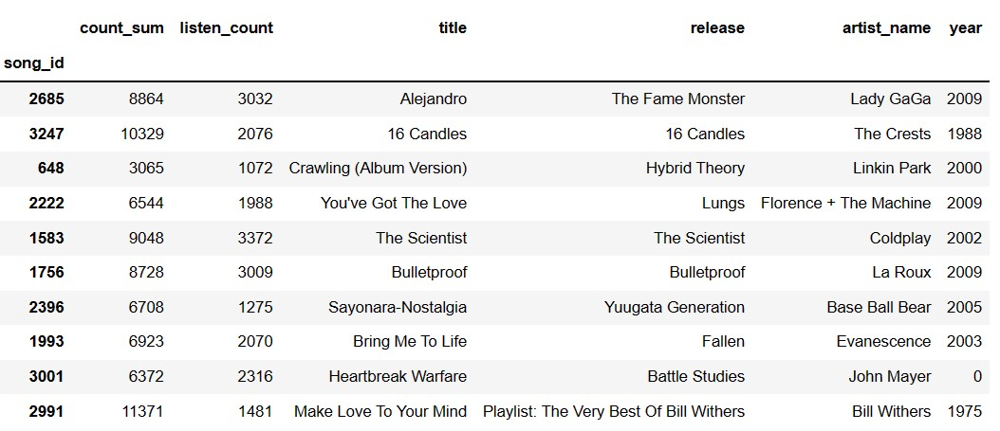 count_sum listen_count title release artist_name year
song_id
2685 8864 3032 Alejandro The Fame Monster Lady GaGa 2009
3247 10329 2076 16 Candles 16 Candles The Crests 1988
648 3065 1072 Crawling (Album Version) Hybrid Theory Linkin Park 2000
2222 6544 1988 You've Got The Love Lungs Florence + The Machine 2009
1583 9048 3372 The Scientist The Scientist Coldplay 2002
1756 8728 3009 Bulletproof Bulletproof La Roux 2009
2396 6708 1275 Sayonara-Nostalgia Yuugata Generation Base Ball Bear 2005
1993 6923 2070 Bring Me To Life Fallen Evanescence 2003
3001 6372 2316 Heartbreak Warfare Battle Studies John Mayer 0
2991 11371 1481 Make Love To Your Mind Playlist: The Very Best Of Bill Withers Bill Withers 1975